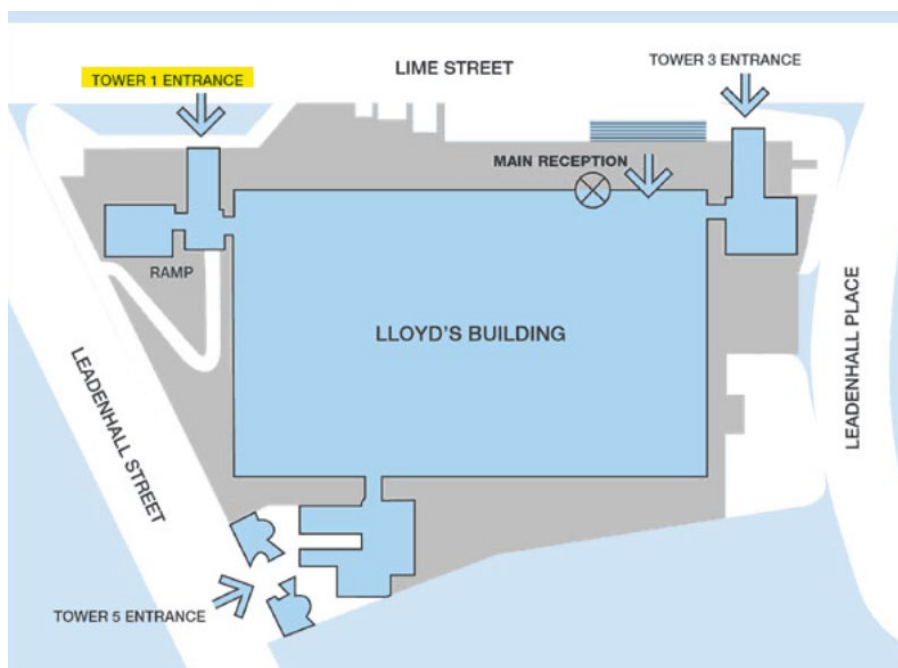 TOWER 3 ENTRANCE
LIME STREET
TOWER 1 ENTRANCE
MAIN RECEPTION
RAMP
LLOYD'S BUILDING
LEADENHALL PLACE
LEADENHALL STREET
TOWER 5 ENTRANCE